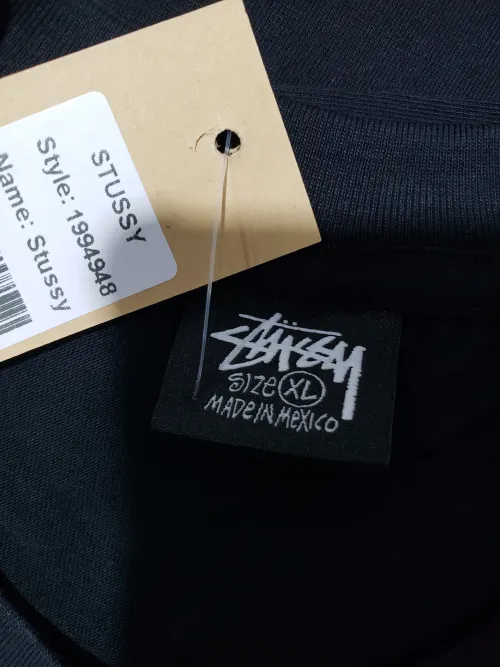 STUSSY
Style: 1994948
Name: Stussy
Stüssy
SIZE XL
MADE IN MEXICO